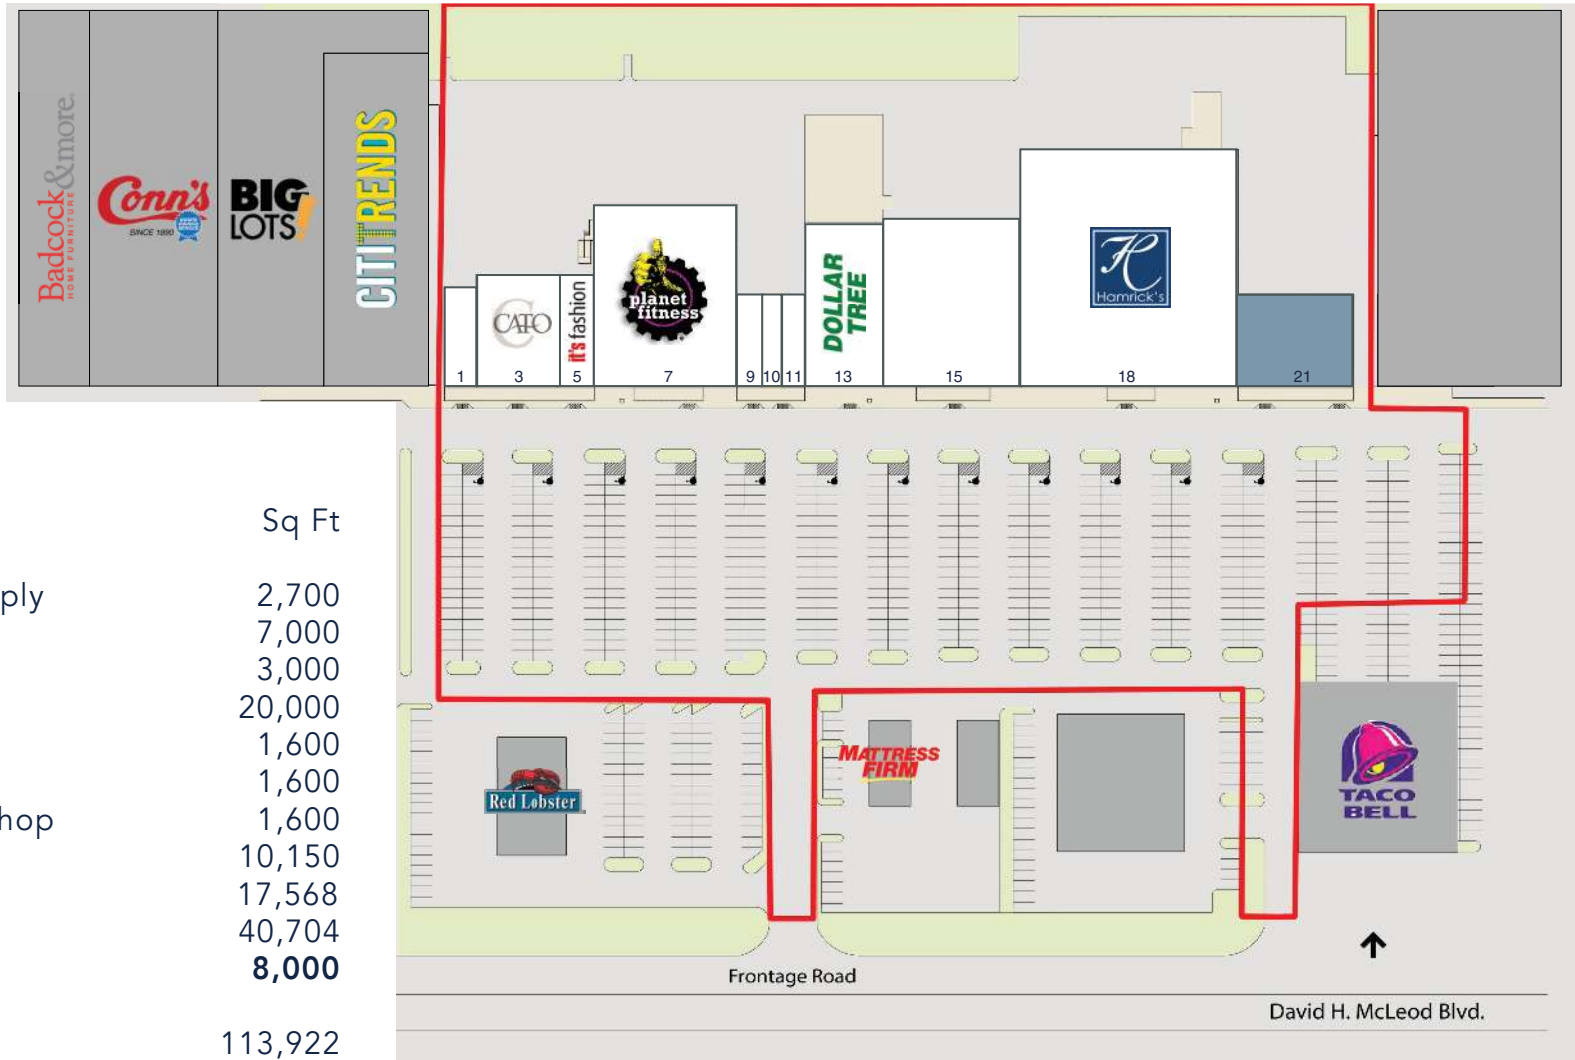 Badcock &more.
HOME FURNITURE
Conn's
SINCE 1890
BIG
LOTS!
CITITRENDS
CATO
it's fashion
planet
fitness
DOLLAR
TREE
Hamrick's
1 3 5 7 9 10 11 13 15 18 21
Sq Ft
ply 2,700
7,000
3,000
20,000
1,600
1,600
hop 1,600
10,150
17,568
40,704
8,000
113,922
Red Lobster
MATTRESS
FIRM
TACO
BELL
Frontage Road
David H. McLeod Blvd.